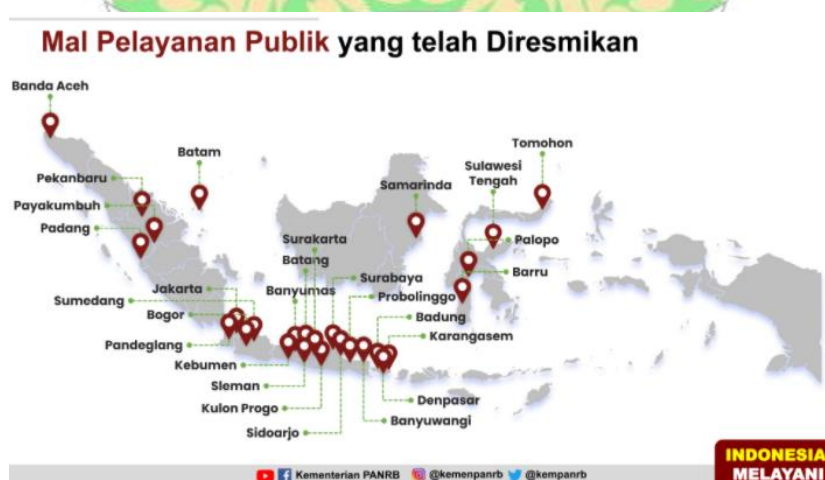 Mal Pelayanan Publik yang telah Diresmikan
Banda Aceh
Batam
Tomohon
Sulawesi
Tengah
Pekanbaru
Samarinda
Payakumbuh
Padang
Surakarta
Palopo
Batang
Barru
Surabaya
Jakarta
Banyumas
Probolinggo
Sumedang
Bogor
Badung
Karangasem
Pandeglang
Kebumen
Sleman
Denpasar
Kulon Progo
Banyuwangi
Sidoarjo
INDONESIA
MELAYANI
Kementerian PANRB @kemenpanrb @kempanrb